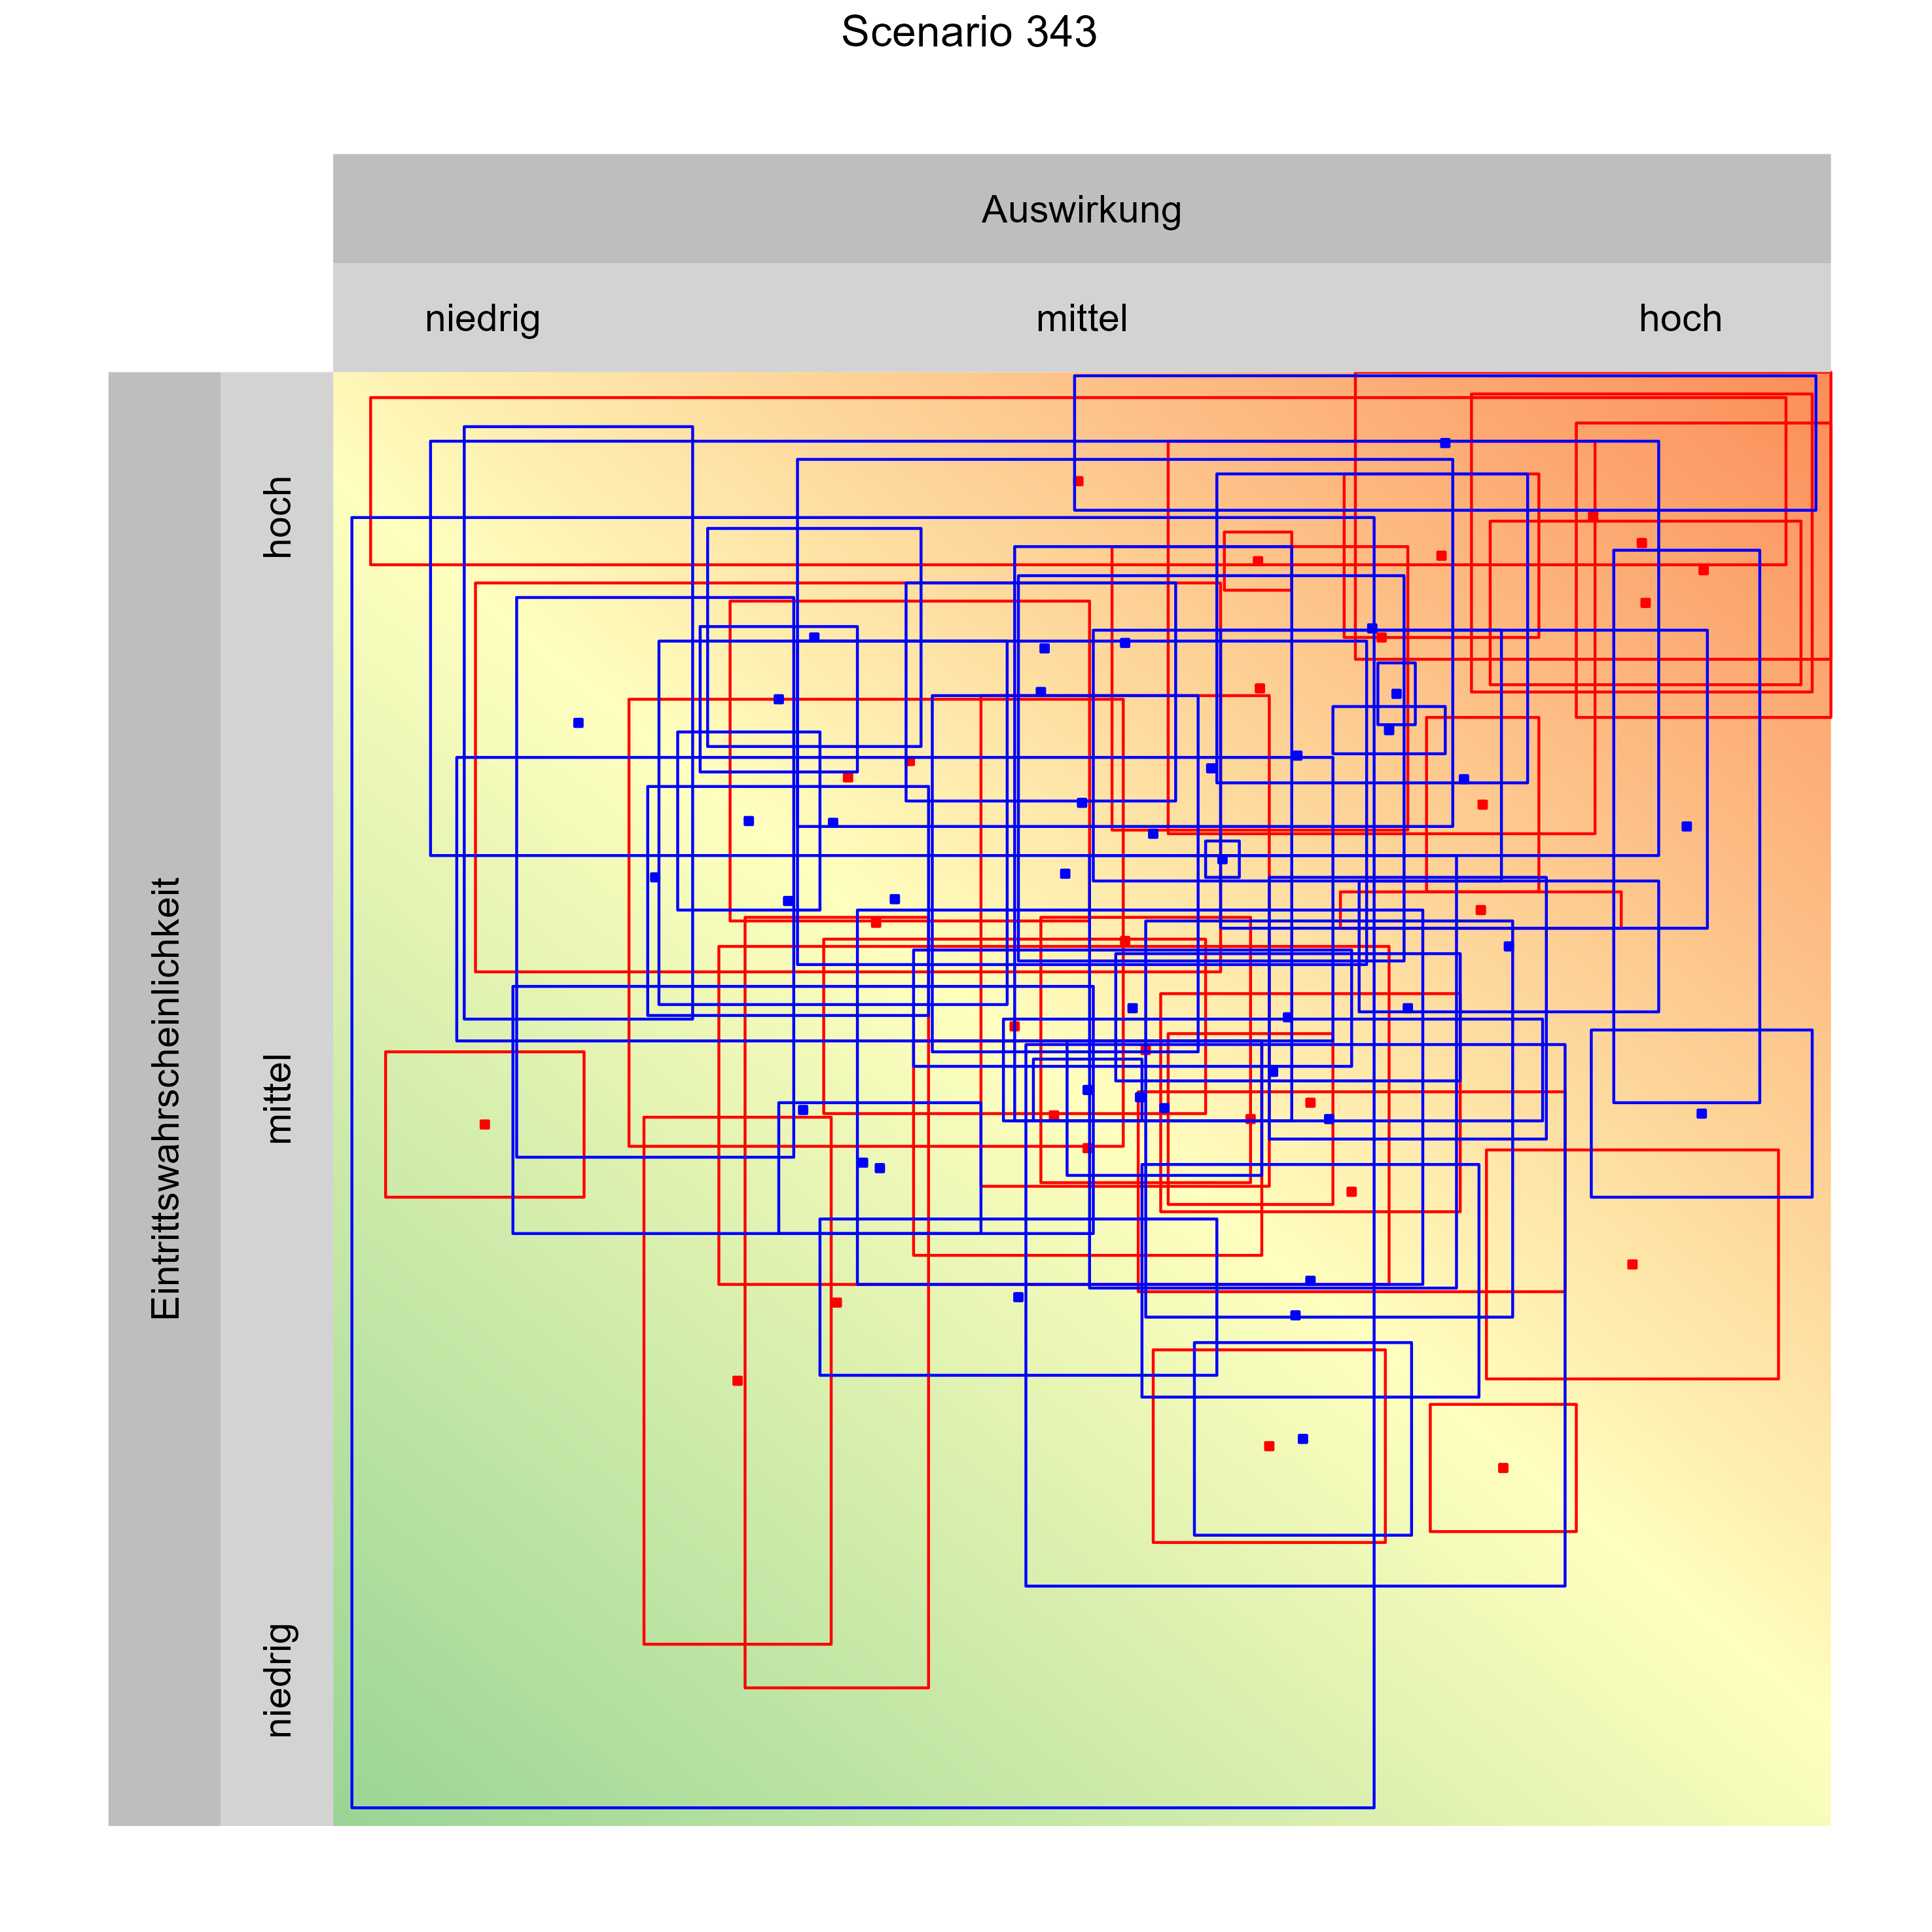 Scenario 343
Auswirkung
niedrig
mittel
hoch
Eintrittswahrscheinlichkeit
hoch
mittel
niedrig